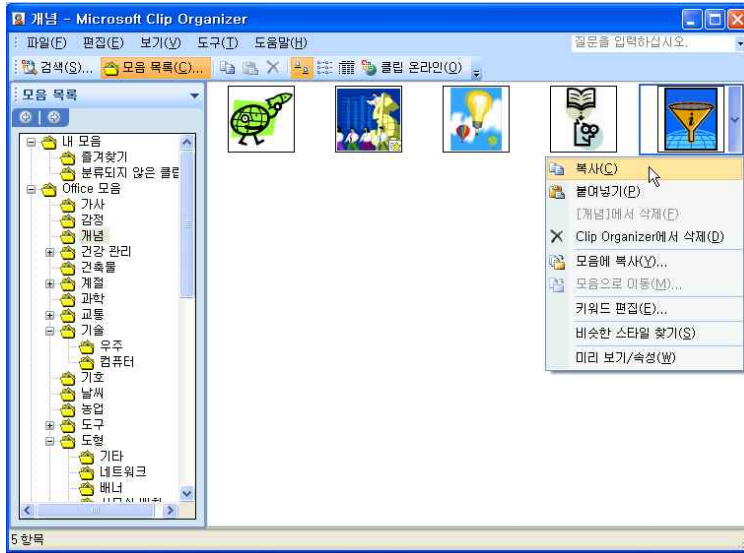 개념 - Microsoft Clip Organizer
파일(F) 편집(E) 보기(V) 도구(T) 도움말(H)
질문을 입력하십시오.
검색(S)... 모음 목록(C)... 클립 온라인(O)
모음 목록
내 모음
즐겨찾기
분류되지 않은 클립
Office 모음
가사
감정
개념
건강 관리
건축물
계절
과학
교통
기술
우주
컴퓨터
기호
날씨
농업
도구
도형
기타
네트워크
배너
복사(C)
붙여넣기(P)
[개념]에서 삭제(F)
Clip Organizer에서 삭제(D)
모음에 복사(Y)...
모음으로 이동(M)...
키워드 편집(E)...
비슷한 스타일 찾기(S)
미리 보기/속성(W)
5 항목